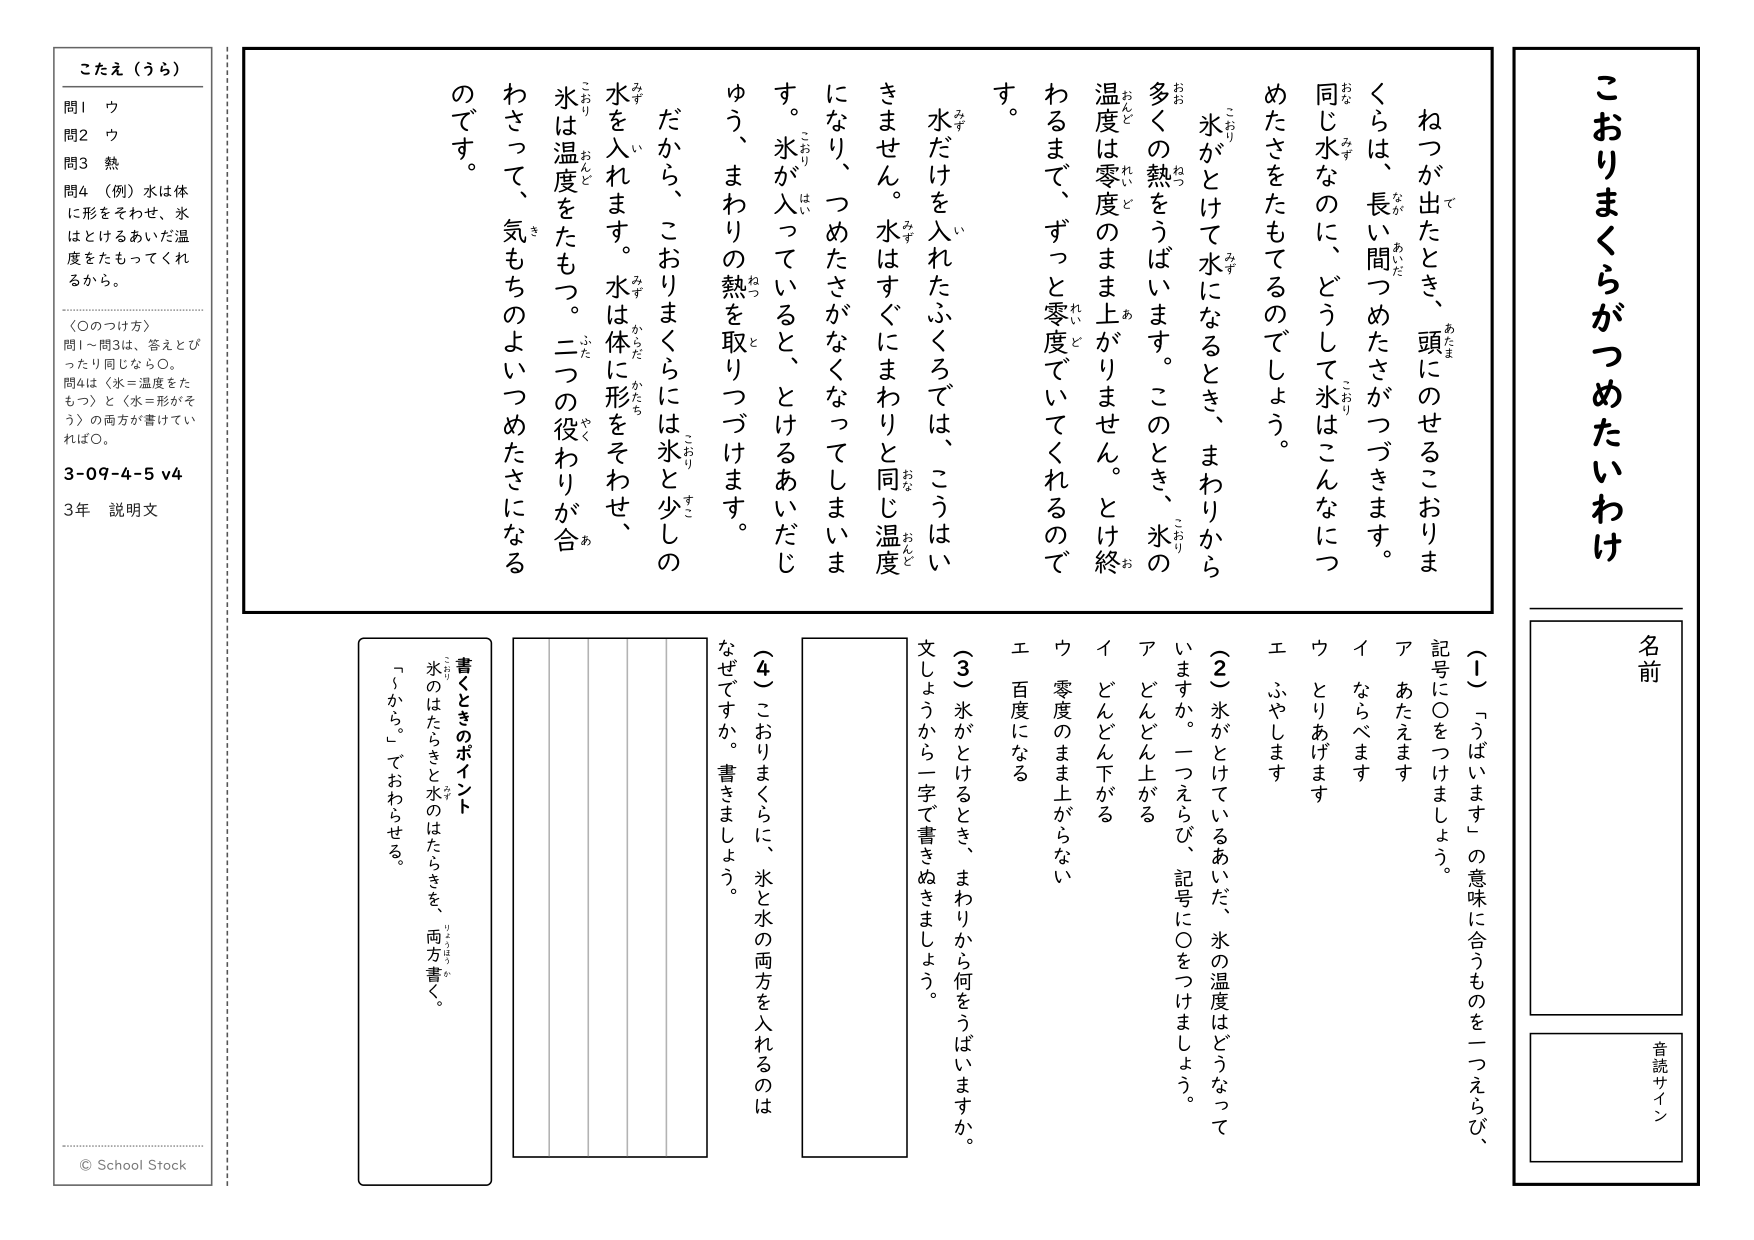 こおりまくらがつめたいわけ
名前
音読サイン
ねつが出たとき、頭にのせるこおりま
くらは、長い間つめたさがつづきます。
同じ水なのに、どうして氷はこんなにつ
めたさをたもてるのでしょう。
氷がとけて水になるとき、まわりから
多くの熱をうばいます。このとき、氷の
温度は零度のまま上がりません。とけ終
わるまで、ずっと零度でいてくれるので
す。
水だけを入れたふくろでは、こうはい
きません。水はすぐにまわりと同じ温度
になり、つめたさがなくなってしまいま
す。氷が入っていると、とけるあいだじ
ゅう、まわりの熱を取りつづけます。
だから、こおりまくらには氷と少しの
水を入れます。水は体に形をそわせ、
氷は温度をたもつ。二つの役わりが合
わさって、気もちのよいつめたさになる
のです。
(1)「うばいます」の意味に合うものを一つえらび、
記号に〇をつけましょう。
ア あたえます
イ ならべます
ウ とりあげます
エ ふやします
(2)氷がとけているあいだ、氷の温度はどうなって
いますか。一つえらび、記号に〇をつけましょう。
ア どんどん上がる
イ どんどん下がる
ウ 零度のまま上がらない
エ 百度になる
(3)氷がとけるとき、まわりから何をうばいますか。
文しょうから一字で書きぬきましょう。
(4)こおりまくらに、氷と水の両方を入れるのは
なぜですか。書きましょう。
書くときのポイント
氷のはたらきと水のはたらきを、両方書く。
「〜から。」でおわらせる。
こたえ（うら）
問1 ウ
問2 ウ
問3 熱
問4 （例）水は体
に形をそわせ、氷
はとけるあいだ温
度をたもってくれ
るから。
〈〇のつけ方〉
問1〜問3は、答えとぴ
ったり同じなら〇。
問4は〈氷＝温度をた
もつ〉と〈水＝形がそ
う〉の両方が書けてい
れば〇。
3-09-4-5 v4
3年 説明文
© School Stock